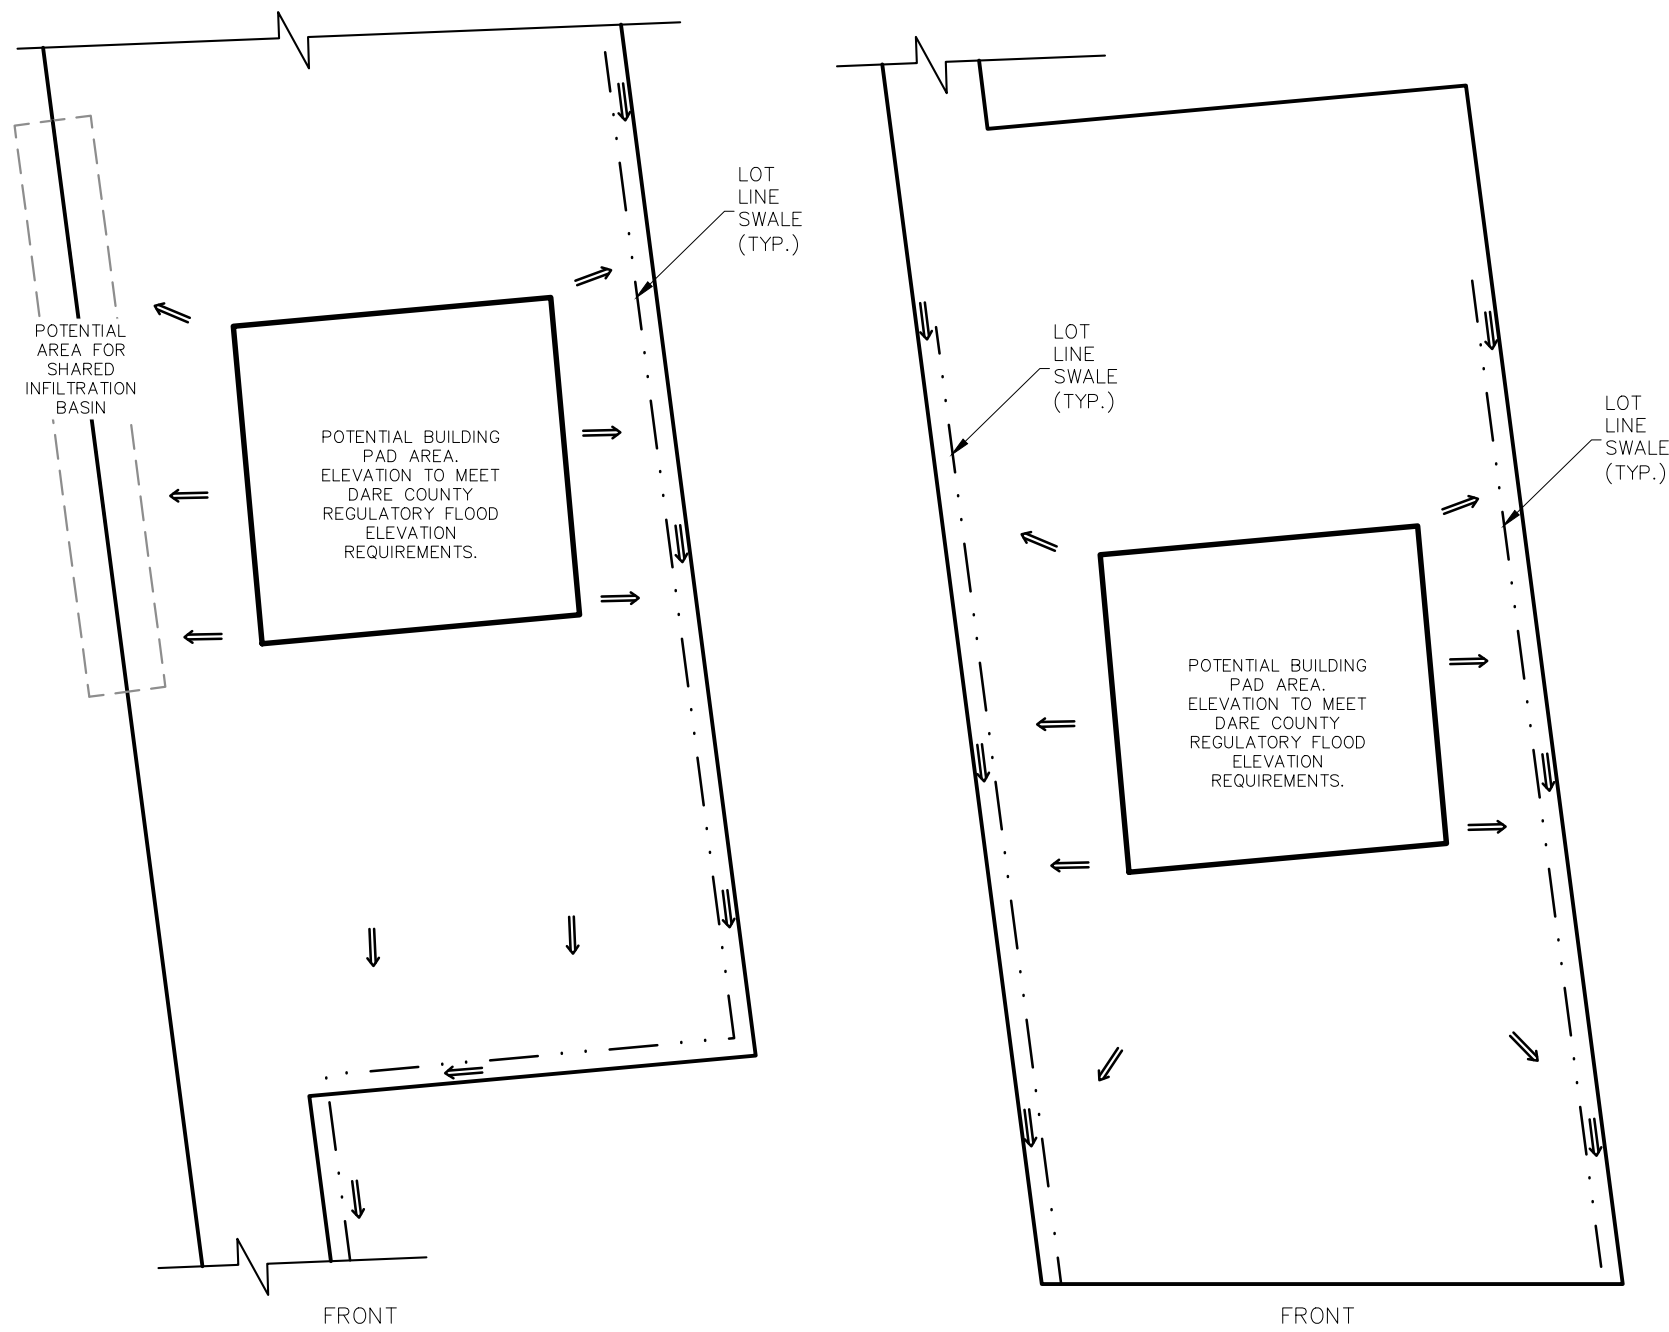 LOT
LINE
SWALE
(TYP.)
POTENTIAL
AREA FOR
SHARED
INFILTRATION
BASIN
POTENTIAL BUILDING
PAD AREA.
ELEVATION TO MEET
DARE COUNTY
REGULATORY FLOOD
ELEVATION
REQUIREMENTS.
FRONT
LOT
LINE
SWALE
(TYP.)
LOT
LINE
SWALE
(TYP.)
POTENTIAL BUILDING
PAD AREA.
ELEVATION TO MEET
DARE COUNTY
REGULATORY FLOOD
ELEVATION
REQUIREMENTS.
FRONT